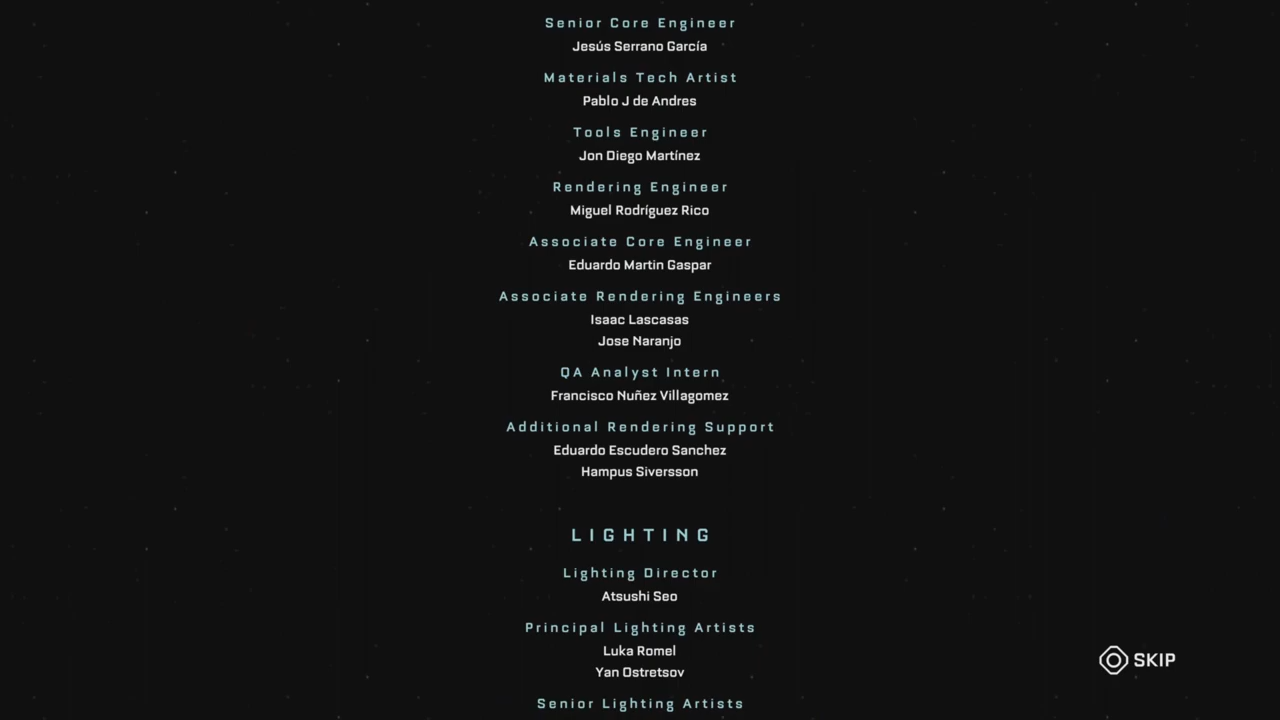 Senior Core Engineer
Jesús Serrano García
Materials Tech Artist
Pablo J de Andres
Tools Engineer
Jon Diego Martínez
Rendering Engineer
Miguel Rodríguez Rico
Associate Core Engineer
Eduardo Martin Gaspar
Associate Rendering Engineers
Isaac Lascasas
Jose Naranjo
QA Analyst Intern
Francisco Nuñez Villagomez
Additional Rendering Support
Eduardo Escudero Sanchez
Hampus Siversson
LIGHTING
Lighting Director
Atsushi Seo
Principal Lighting Artists
Luka Romel
Yan Ostretsov
SKIP
Senior Lighting Artists